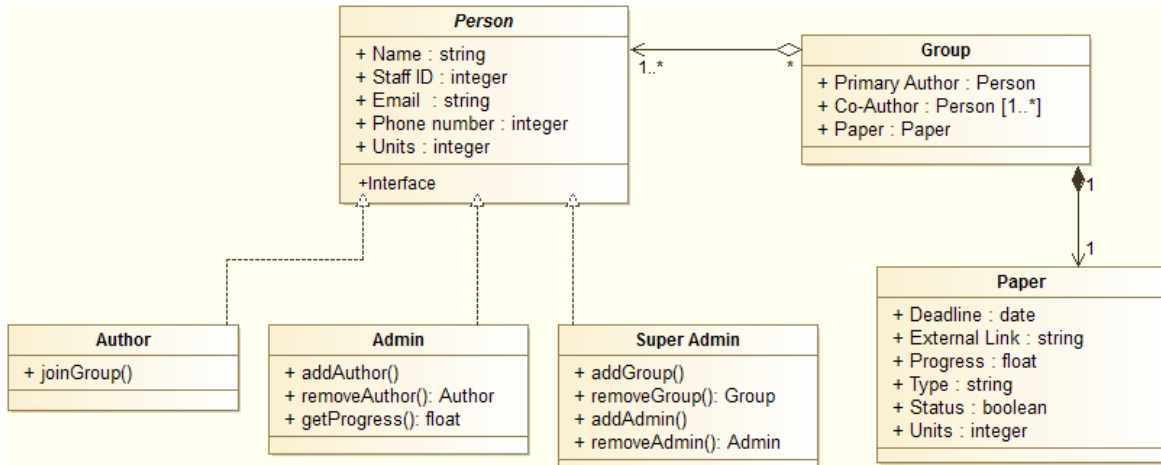 Person
+ Name : string
+ Staff ID : integer
+ Email : string
+ Phone number : integer
+ Units : integer
+Interface
1..*
*
Group
+ Primary Author : Person
+ Co-Author : Person [1..*]
+ Paper : Paper
1
1
Paper
+ Deadline : date
+ External Link : string
+ Progress : float
+ Type : string
+ Status : boolean
+ Units : integer
Author
+ joinGroup()
Admin
+ addAuthor()
+ removeAuthor(): Author
+ getProgress(): float
Super Admin
+ addGroup()
+ removeGroup(): Group
+ addAdmin()
+ removeAdmin(): Admin